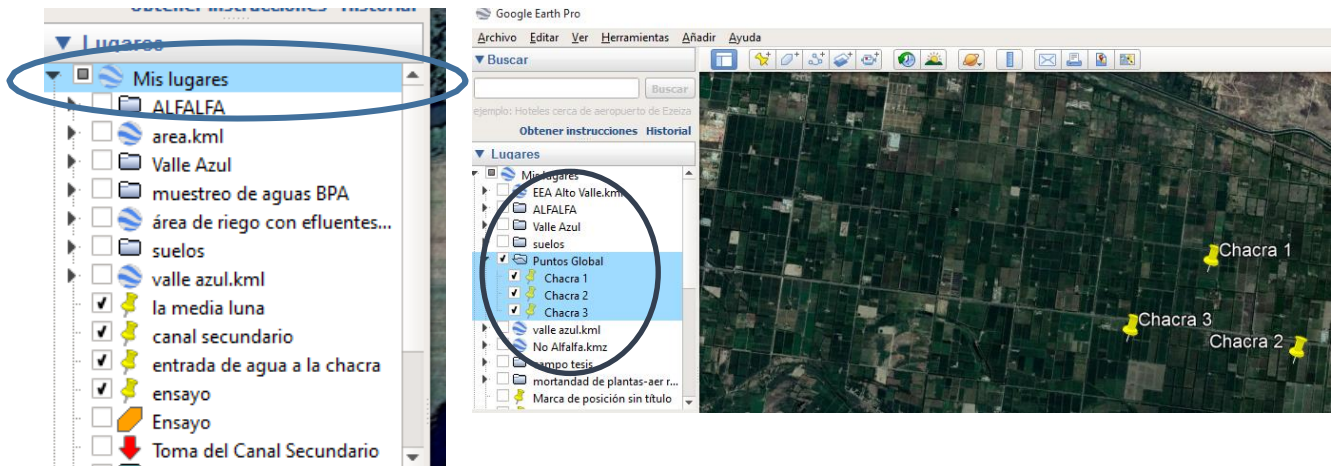 Obtener instrucciones Historial
Lugares
Mis lugares
ALFALFA
area.kml
Valle Azul
muestreo de aguas BPA
área de riego con efluentes...
suelos
valle azul.kml
la media luna
canal secundario
entrada de agua a la chacra
ensayo
Ensayo
Toma del Canal Secundario
Google Earth Pro
Archivo Editar Ver Herramientas Añadir Ayuda
Buscar
Buscar
ejemplo: Hoteles cerca de aeropuerto de Ezeiza
Obtener instrucciones Historial
Lugares
Mis lugares
EEA Alto Valle.kml
ALFALFA
Valle Azul
suelos
Puntos Global
Chacra 1
Chacra 2
Chacra 3
valle azul.kml
No Alfalfa.kmz
campo tesis
mortandad de plantas-aer r...
Marca de posición sin título
Chacra 1
Chacra 3
Chacra 2